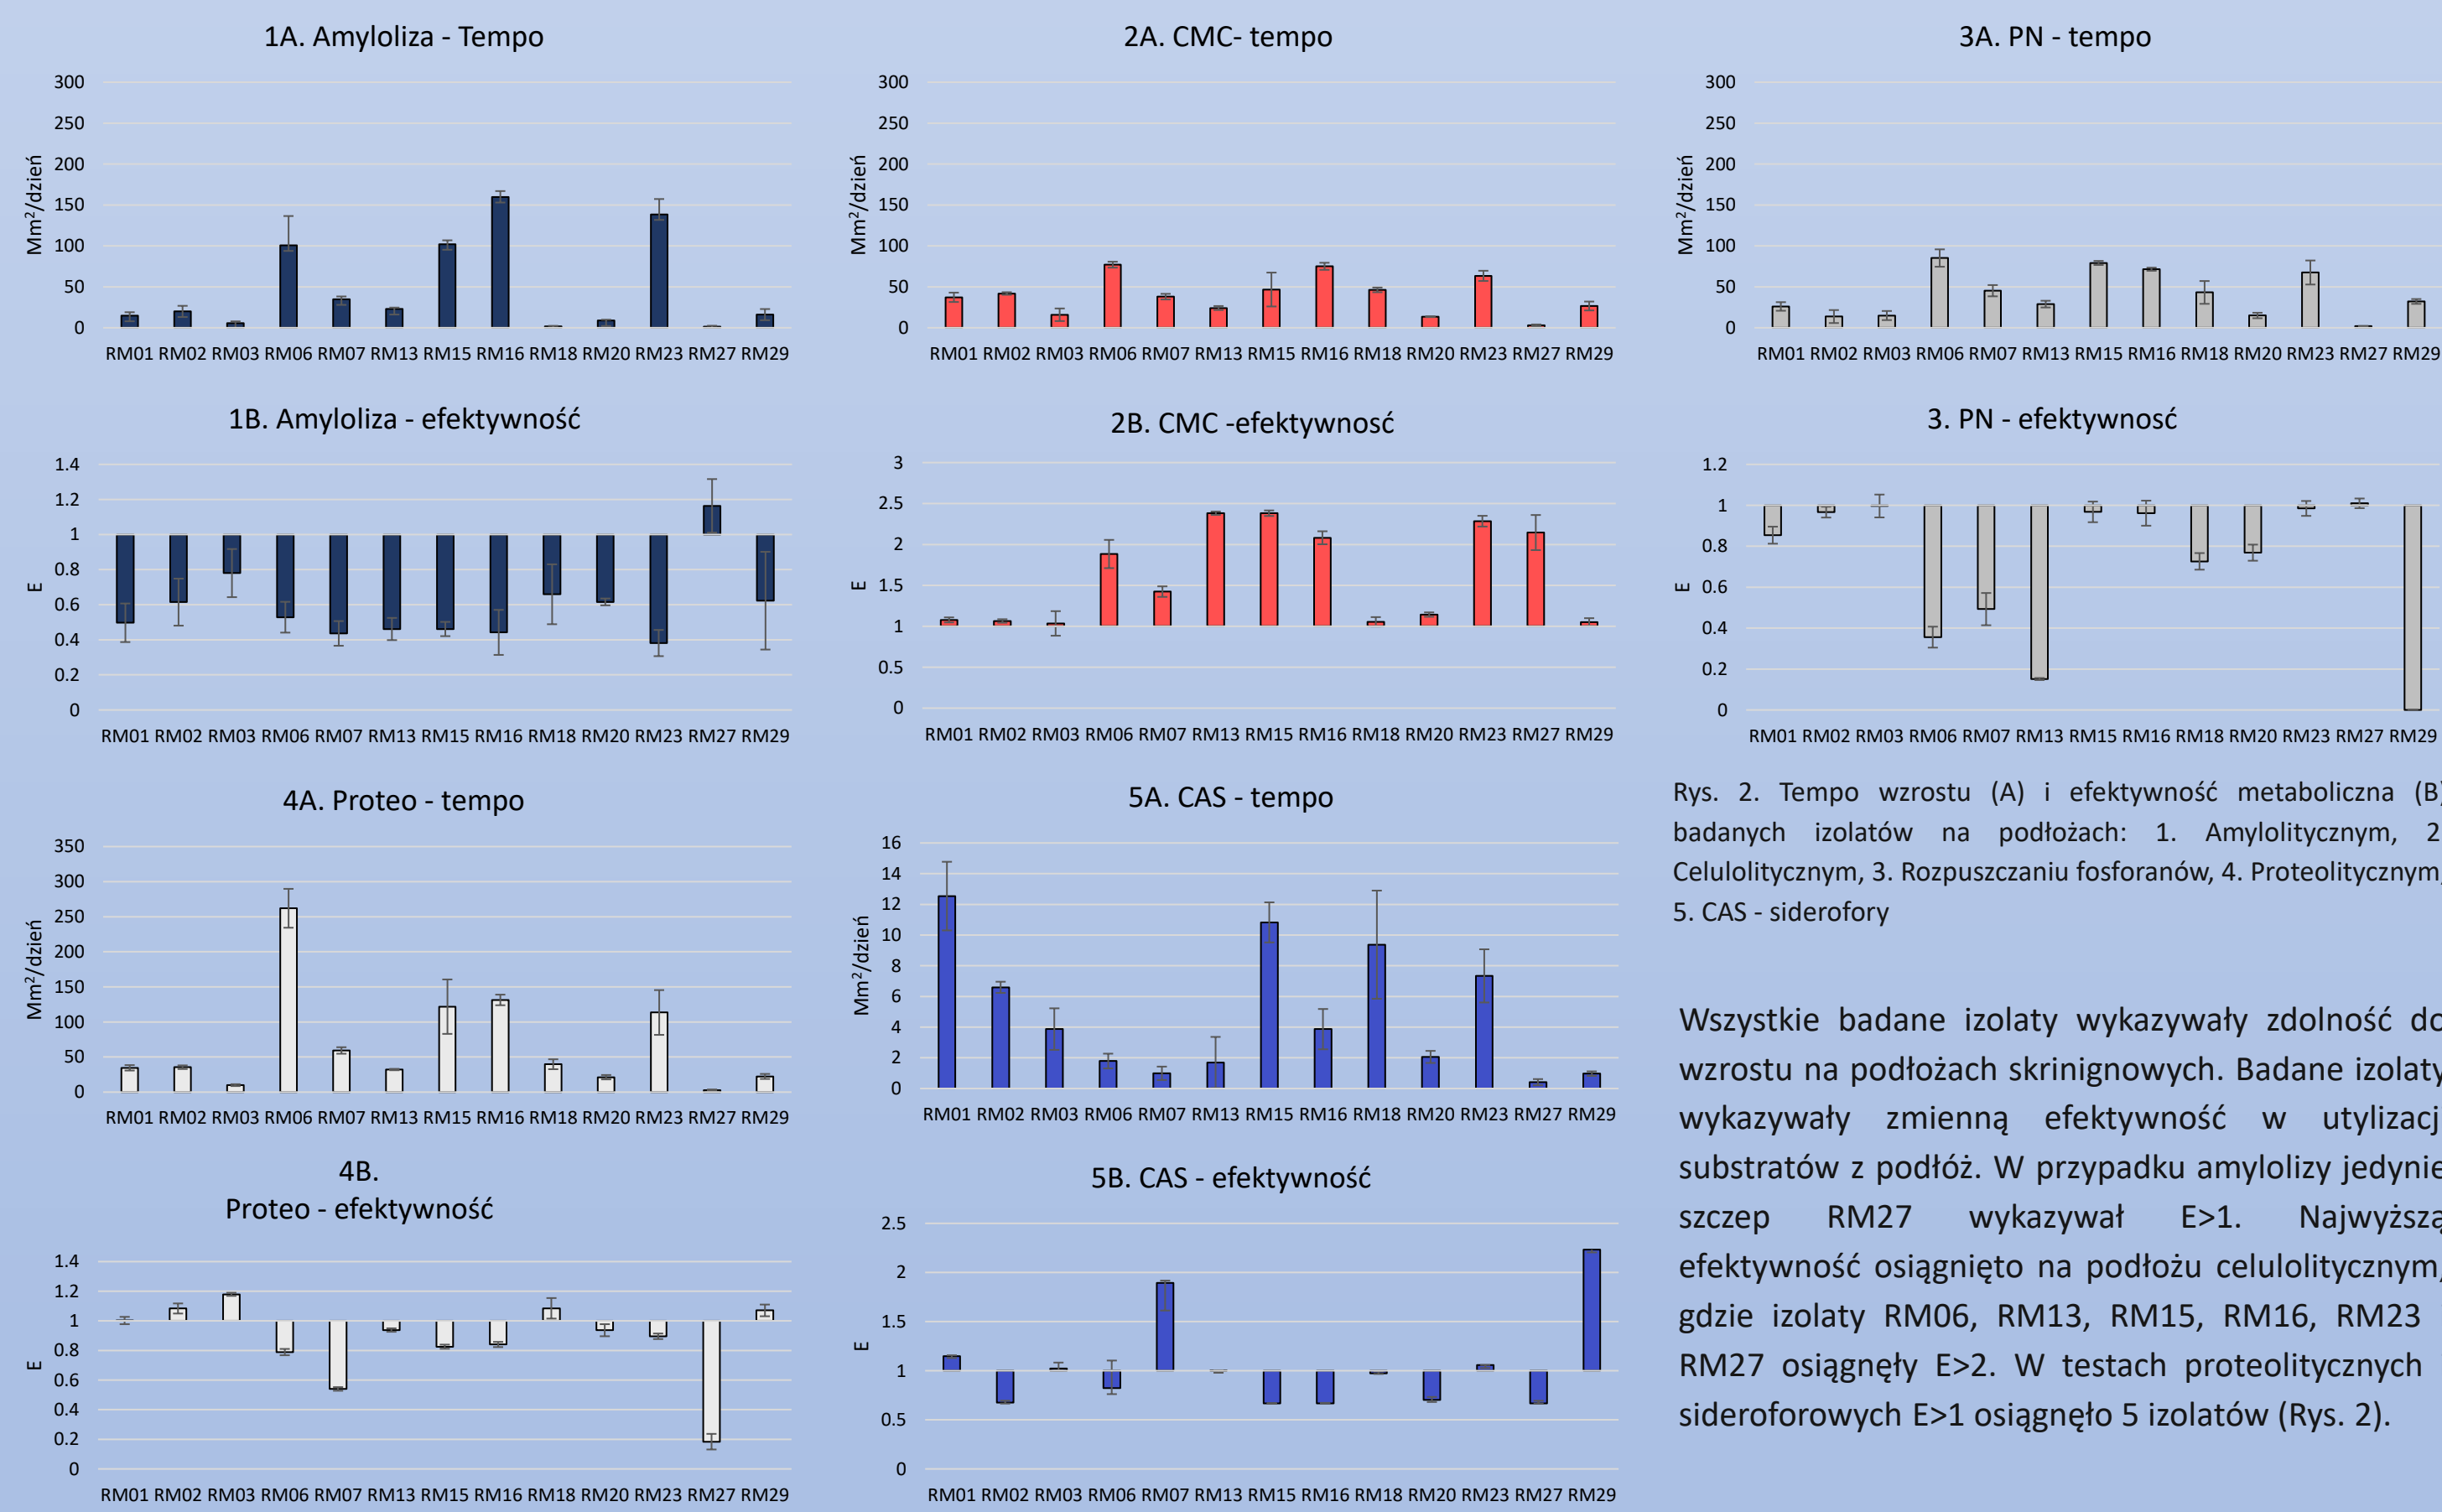 1A. Amyloliza - Tempo
300
250
200
150
100
50
0
Mm²/dzień
RM01 RM02 RM03 RM06 RM07 RM13 RM15 RM16 RM18 RM20 RM23 RM27 RM29
2A. CMC- tempo
300
250
200
150
100
50
0
Mm²/dzień
RM01 RM02 RM03 RM06 RM07 RM13 RM15 RM16 RM18 RM20 RM23 RM27 RM29
3A. PN - tempo
300
250
200
150
100
50
0
Mm²/dzień
RM01 RM02 RM03 RM06 RM07 RM13 RM15 RM16 RM18 RM20 RM23 RM27 RM29
1B. Amyloliza - efektywność
1.4
1.2
1
0.8
0.6
0.4
0.2
0
E
RM01 RM02 RM03 RM06 RM07 RM13 RM15 RM16 RM18 RM20 RM23 RM27 RM29
2B. CMC -efektywnosć
3
2.5
2
1.5
1
0.5
0
E
RM01 RM02 RM03 RM06 RM07 RM13 RM15 RM16 RM18 RM20 RM23 RM27 RM29
3. PN - efektywnosć
1.2
1
0.8
0.6
0.4
0.2
0
E
RM01 RM02 RM03 RM06 RM07 RM13 RM15 RM16 RM18 RM20 RM23 RM27 RM29
4A. Proteo - tempo
350
300
250
200
150
100
50
0
Mm²/dzień
RM01 RM02 RM03 RM06 RM07 RM13 RM15 RM16 RM18 RM20 RM23 RM27 RM29
5A. CAS - tempo
16
14
12
10
8
6
4
2
0
Mm²/dzień
RM01 RM02 RM03 RM06 RM07 RM13 RM15 RM16 RM18 RM20 RM23 RM27 RM29
4B.
Proteo - efektywność
1.4
1.2
1
0.8
0.6
0.4
0.2
0
E
RM01 RM02 RM03 RM06 RM07 RM13 RM15 RM16 RM18 RM20 RM23 RM27 RM29
5B. CAS - efektywność
2.5
2
1.5
1
0.5
0
E
RM01 RM02 RM03 RM06 RM07 RM13 RM15 RM16 RM18 RM20 RM23 RM27 RM29
Rys. 2. Tempo wzrostu (A) i efektywność metaboliczna (B)
badanych izolatów na podłożach: 1. Amylolitycznym, 2.
Celulolitycznym, 3. Rozpuszczaniu fosforanów, 4. Proteolitycznym,
5. CAS - siderofory
Wszystkie badane izolaty wykazywały zdolność do
wzrostu na podłożach skrinignowych. Badane izolaty
wykazywały zmienną efektywność w utylizacj
substratów z podłóż. W przypadku amylolizy jedynie
szczep RM27 wykazywał E>1. Najwyższą
efektywność osiągnięto na podłożu celulolitycznym,
gdzie izolaty RM06, RM13, RM15, RM16, RM23
RM27 osiągnęły E>2. W testach proteolitycznych
sideroforowych E>1 osiągnęło 5 izolatów (Rys. 2).